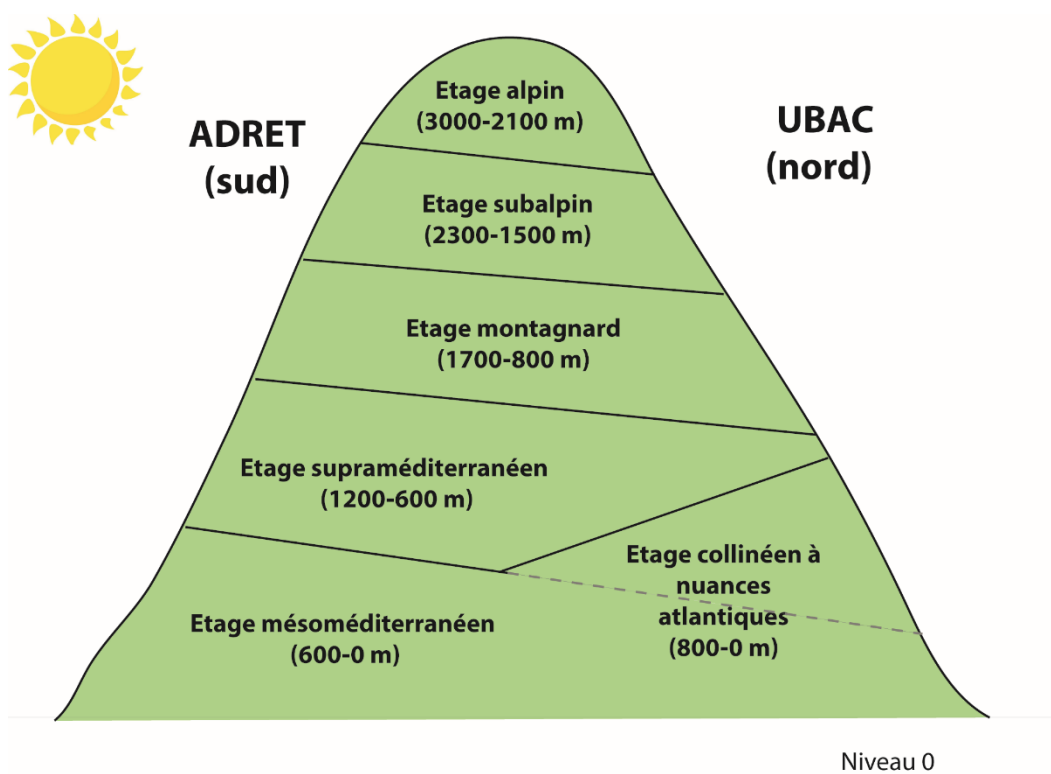 Etage alpin
(3000-2100 m)
ADRET
(sud)
UBAC
(nord)
Etage subalpin
(2300-1500 m)
Etage montagnard
(1700-800 m)
Etage supraméditerranéen
(1200-600 m)
Etage collinéen à
nuances
atlantiques
(800-0 m)
Etage mésoméditerranéen
(600-0 m)
Niveau 0